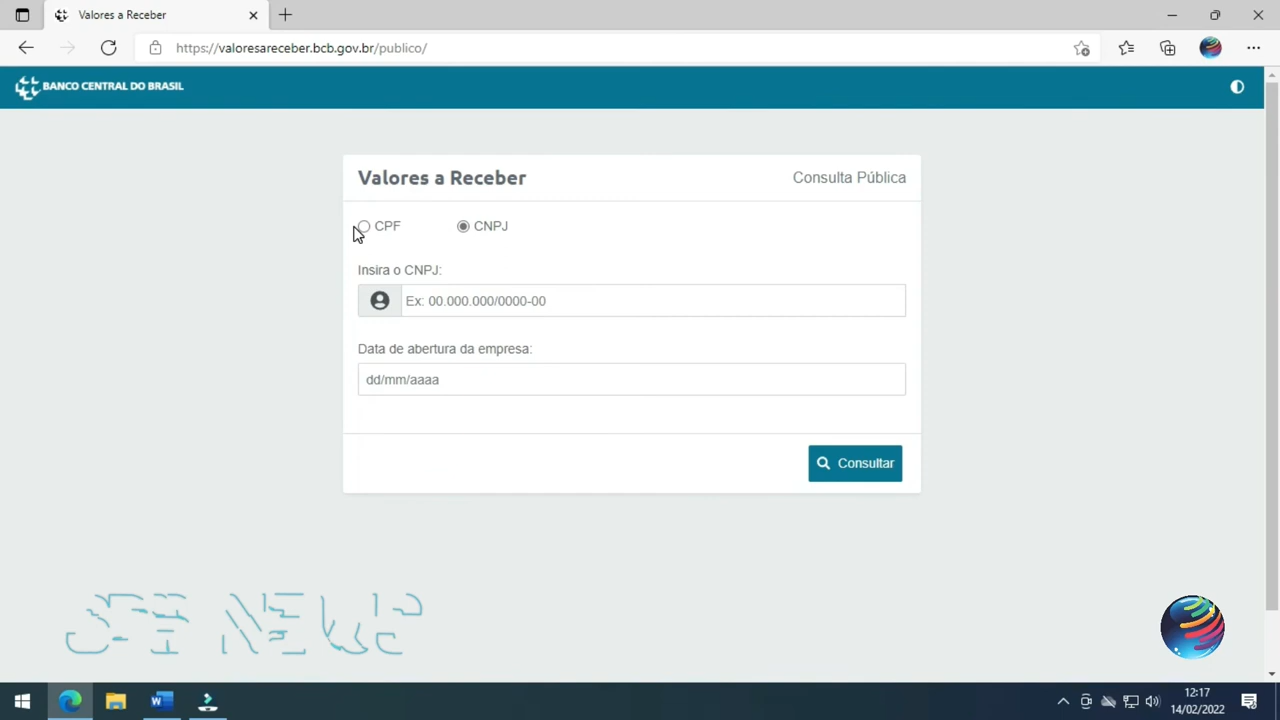 Valores a Receber
https://valoresareceber.bcb.gov.br/publico/
BANCO CENTRAL DO BRASIL
Valores a Receber
Consulta Pública
CPF
CNPJ
Insira o CNPJ:
Ex: 00.000.000/0000-00
Data de abertura da empresa:
dd/mm/aaaa
Consultar
12:17
14/02/2022